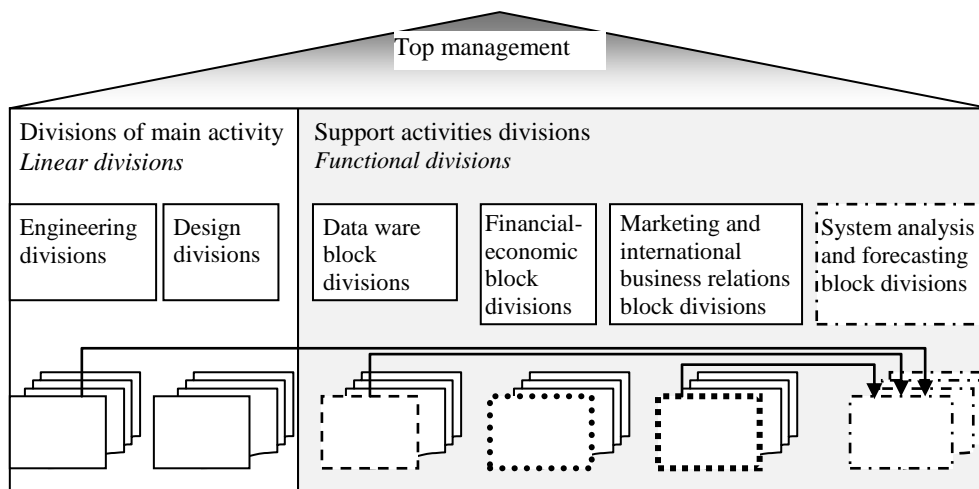 Top management
Divisions of main activity
Linear divisions
Support activities divisions
Functional divisions
Engineering
divisions
Design
divisions
Data ware
block
divisions
Financial-
economic
block
divisions
Marketing and
international
business relations
block divisions
System analysis
and forecasting
block divisions